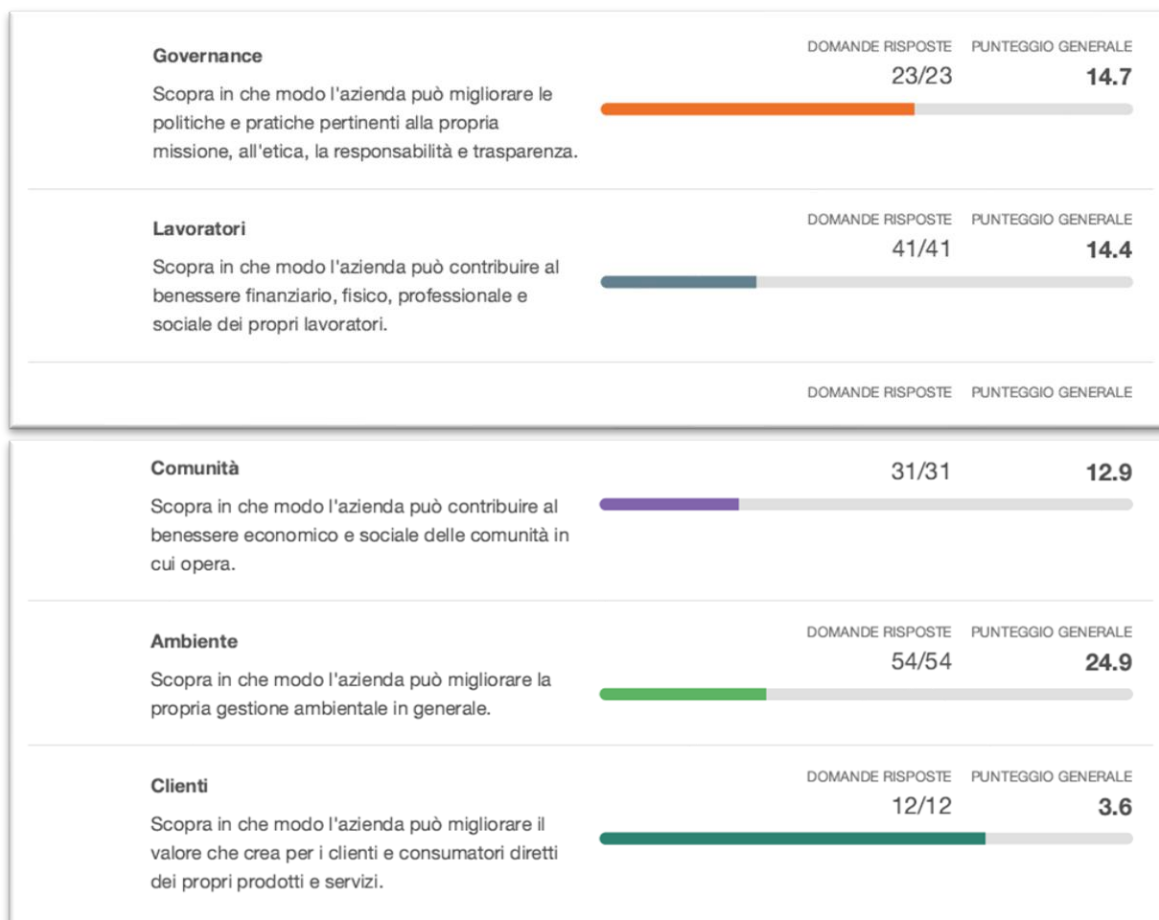 Governance
DOMANDE RISPOSTE PUNTEGGIO GENERALE
23/23 14.7
Scopra in che modo l'azienda può migliorare le
politiche e pratiche pertinenti alla propria
missione, all'etica, la responsabilità e trasparenza.
Lavoratori
DOMANDE RISPOSTE PUNTEGGIO GENERALE
41/41 14.4
Scopra in che modo l'azienda può contribuire al
benessere finanziario, fisico, professionale e
sociale dei propri lavoratori.
DOMANDE RISPOSTE PUNTEGGIO GENERALE
Comunità
31/31 12.9
Scopra in che modo l'azienda può contribuire al
benessere economico e sociale delle comunità in
cui opera.
Ambiente
DOMANDE RISPOSTE PUNTEGGIO GENERALE
54/54 24.9
Scopra in che modo l'azienda può migliorare la
propria gestione ambientale in generale.
Clienti
DOMANDE RISPOSTE PUNTEGGIO GENERALE
12/12 3.6
Scopra in che modo l'azienda può migliorare il
valore che crea per i clienti e consumatori diretti
dei propri prodotti e servizi.